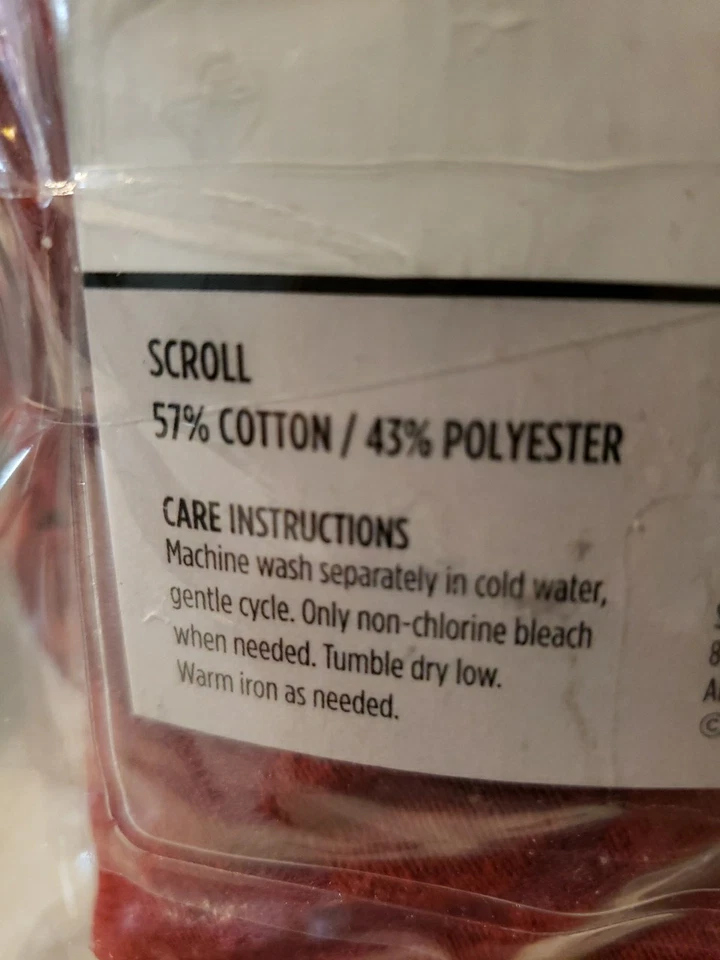 SCROLL
57% COTTON / 43% POLYESTER
CARE INSTRUCTIONS
Machine wash separately in cold water,
gentle cycle. Only non-chlorine bleach
when needed. Tumble dry low.
Warm iron as needed.
8
A
©